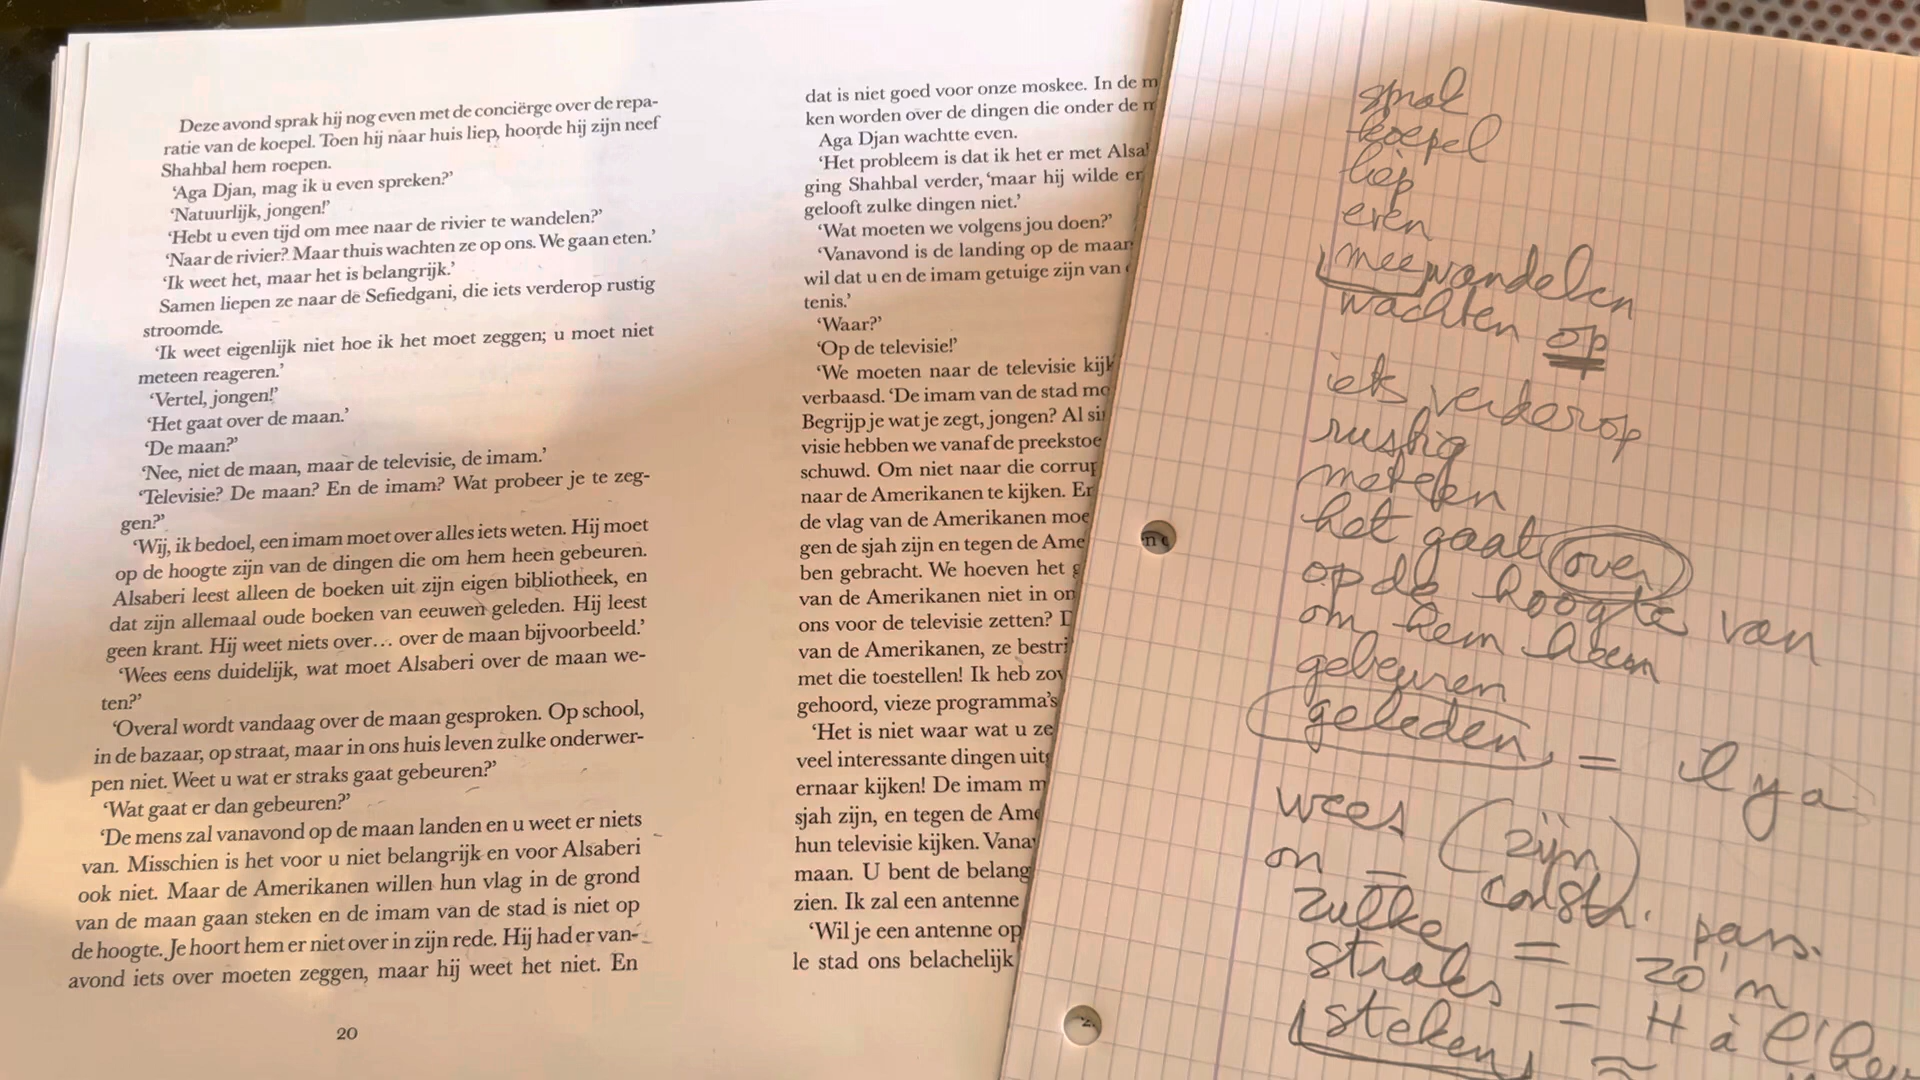 Deze avond sprak hij nog even met de conciërge over de repa-
ratie van de koepel. Toen hij naar huis liep, hoorde hij zijn neef
Shahbal hem roepen.
‘Aga Djan, mag ik u even spreken?’
‘Natuurlijk, jongen!’
‘Hebt u even tijd om mee naar de rivier te wandelen?’
‘Naar de rivier? Maar thuis wachten ze op ons. We gaan eten.’
‘Ik weet het, maar het is belangrijk.’
Samen liepen ze naar de Sefiedgani, die iets verderop rustig
stroomde.
‘Ik weet eigenlijk niet hoe ik het moet zeggen; u moet niet
meteen reageren.’
‘Vertel, jongen!’
‘Het gaat over de maan.’
‘De maan?’
‘Nee, niet de maan, maar de televisie, de imam.’
‘Televisie? De maan? En de imam? Wat probeer je te zeg-
gen?’
‘Wij, ik bedoel, een imam moet over alles iets weten. Hij moet
op de hoogte zijn van de dingen die om hem heen gebeuren.
Alsaberi leest alleen de boeken uit zijn eigen bibliotheek, en
dat zijn allemaal oude boeken van eeuwen geleden. Hij leest
geen krant. Hij weet niets over… over de maan bijvoorbeeld.’
‘Wees eens duidelijk, wat moet Alsaberi over de maan we-
ten?’
‘Overal wordt vandaag over de maan gesproken. Op school,
in de bazaar, op straat, maar in ons huis leven zulke onderwer-
pen niet. Weet u wat er straks gaat gebeuren?’
‘Wat gaat er dan gebeuren?’
‘De mens zal vanavond op de maan landen en u weet er niets
van. Misschien is het voor u niet belangrijk en voor Alsaberi
ook niet. Maar de Amerikanen willen hun vlag in de grond
van de maan gaan steken en de imam van de stad is niet op
de hoogte. Je hoort hem er niet over in zijn rede. Hij had er van-
avond iets over moeten zeggen, maar hij weet het niet. En
20
dat is niet goed voor onze moskee. In de m
ken worden over de dingen die onder de m
Aga Djan wachtte even.
‘Het probleem is dat ik het er met Alsa
ging Shahbal verder, ‘maar hij wilde er
gelooft zulke dingen niet.’
‘Wat moeten we volgens jou doen?’
‘Vanavond is de landing op de maan
wil dat u en de imam getuige zijn van
tenis.’
‘Waar?’
‘Op de televisie!’
‘We moeten naar de televisie kijk
verbaasd. ‘De imam van de stad mo
Begrijp je wat je zegt, jongen? Al si
visie hebben we vanaf de preekstoe
schuwd. Om niet naar die corrup
naar de Amerikanen te kijken. Er
de vlag van de Amerikanen moe
gen de sjah zijn en tegen de Ame
ben gebracht. We hoeven het g
van de Amerikanen niet in on
ons voor de televisie zetten? D
van de Amerikanen, ze bestri
met die toestellen! Ik heb zov
gehoord, vieze programma’s
‘Het is niet waar wat u ze
veel interessante dingen uit
ernaar kijken! De imam m
sjah zijn, en tegen de Ame
hun televisie kijken. Vana
maan. U bent de belang
zien. Ik zal een antenne
‘Wil je een antenne op
le stad ons belachelijk
koepel
liep
even
meewandelen
wachten op
iets verderop
rustig
meteen
het gaat over
op de hoogte van
om hem heen
gebeuren
geleden = il y a
wees (zijn)
on = constr. pass.
zulke = zo'n
straks = à l'heu
steken ≈